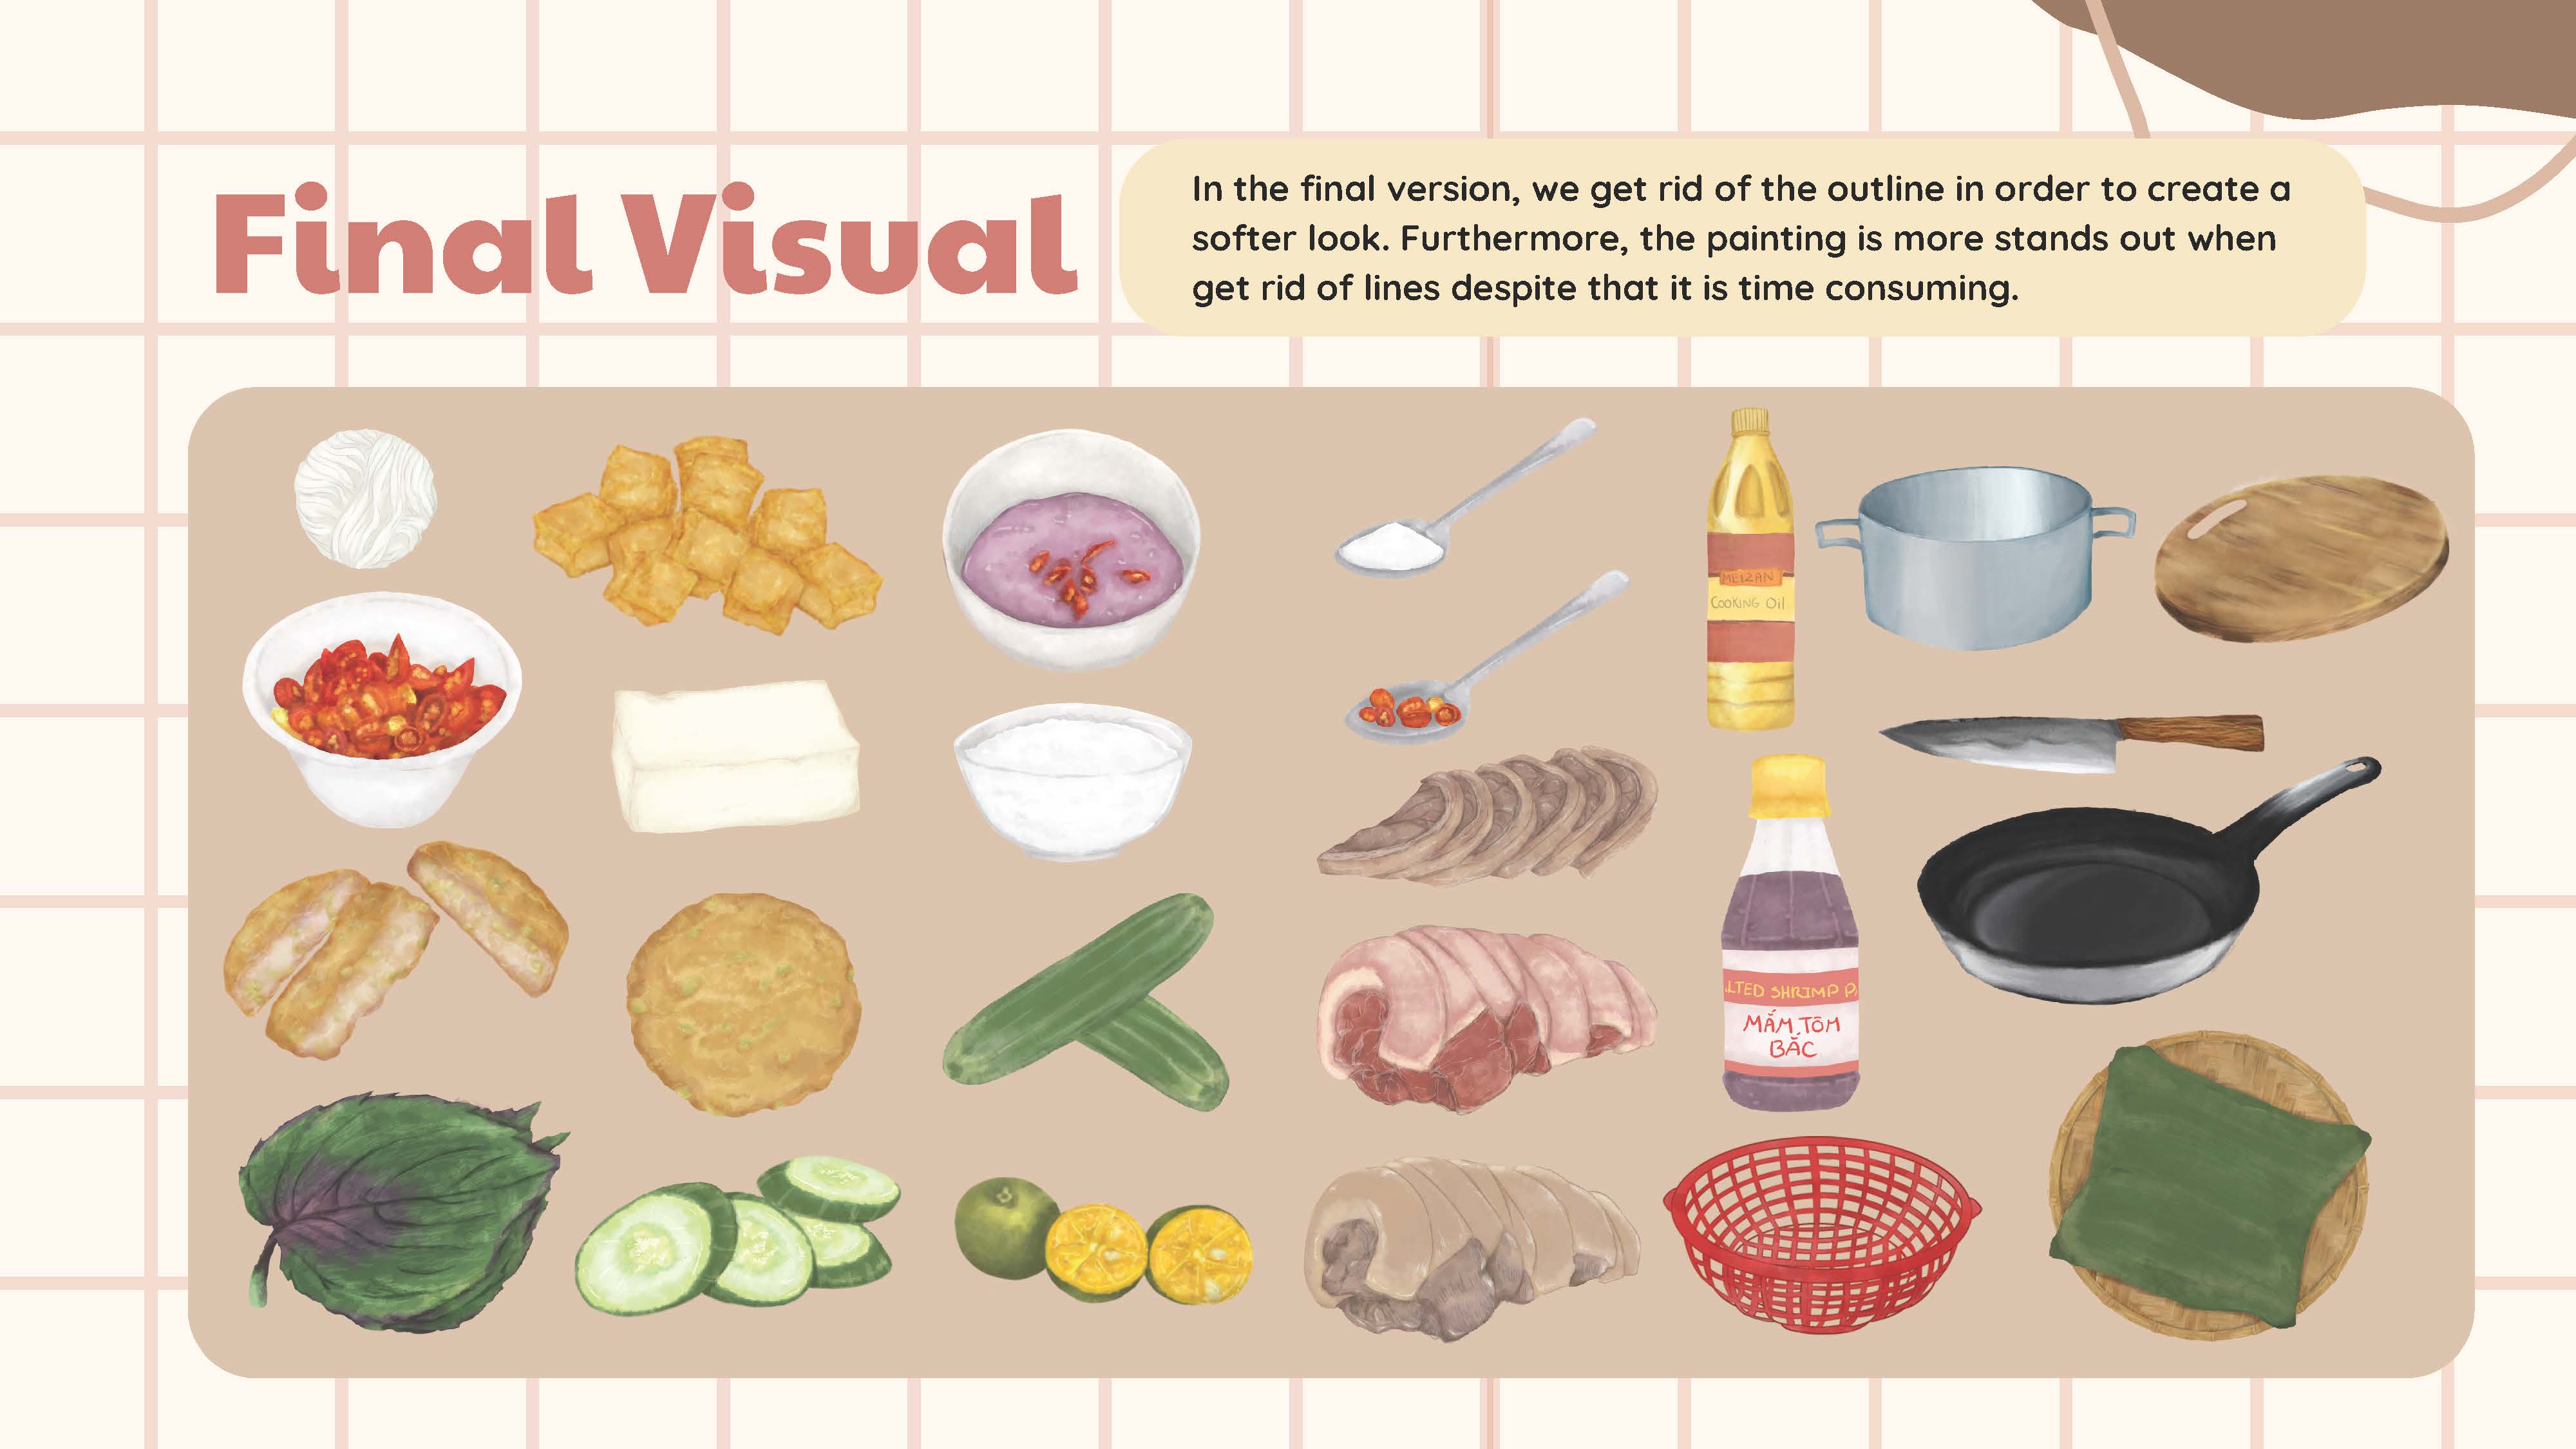 Final Visual
In the final version, we get rid of the outline in order to create a
softer look. Furthermore, the painting is more stands out when
get rid of lines despite that it is time consuming.
MEIZAN
COOKING Oil
LTED SHRIMP P
MẮM TÔM
BẮC